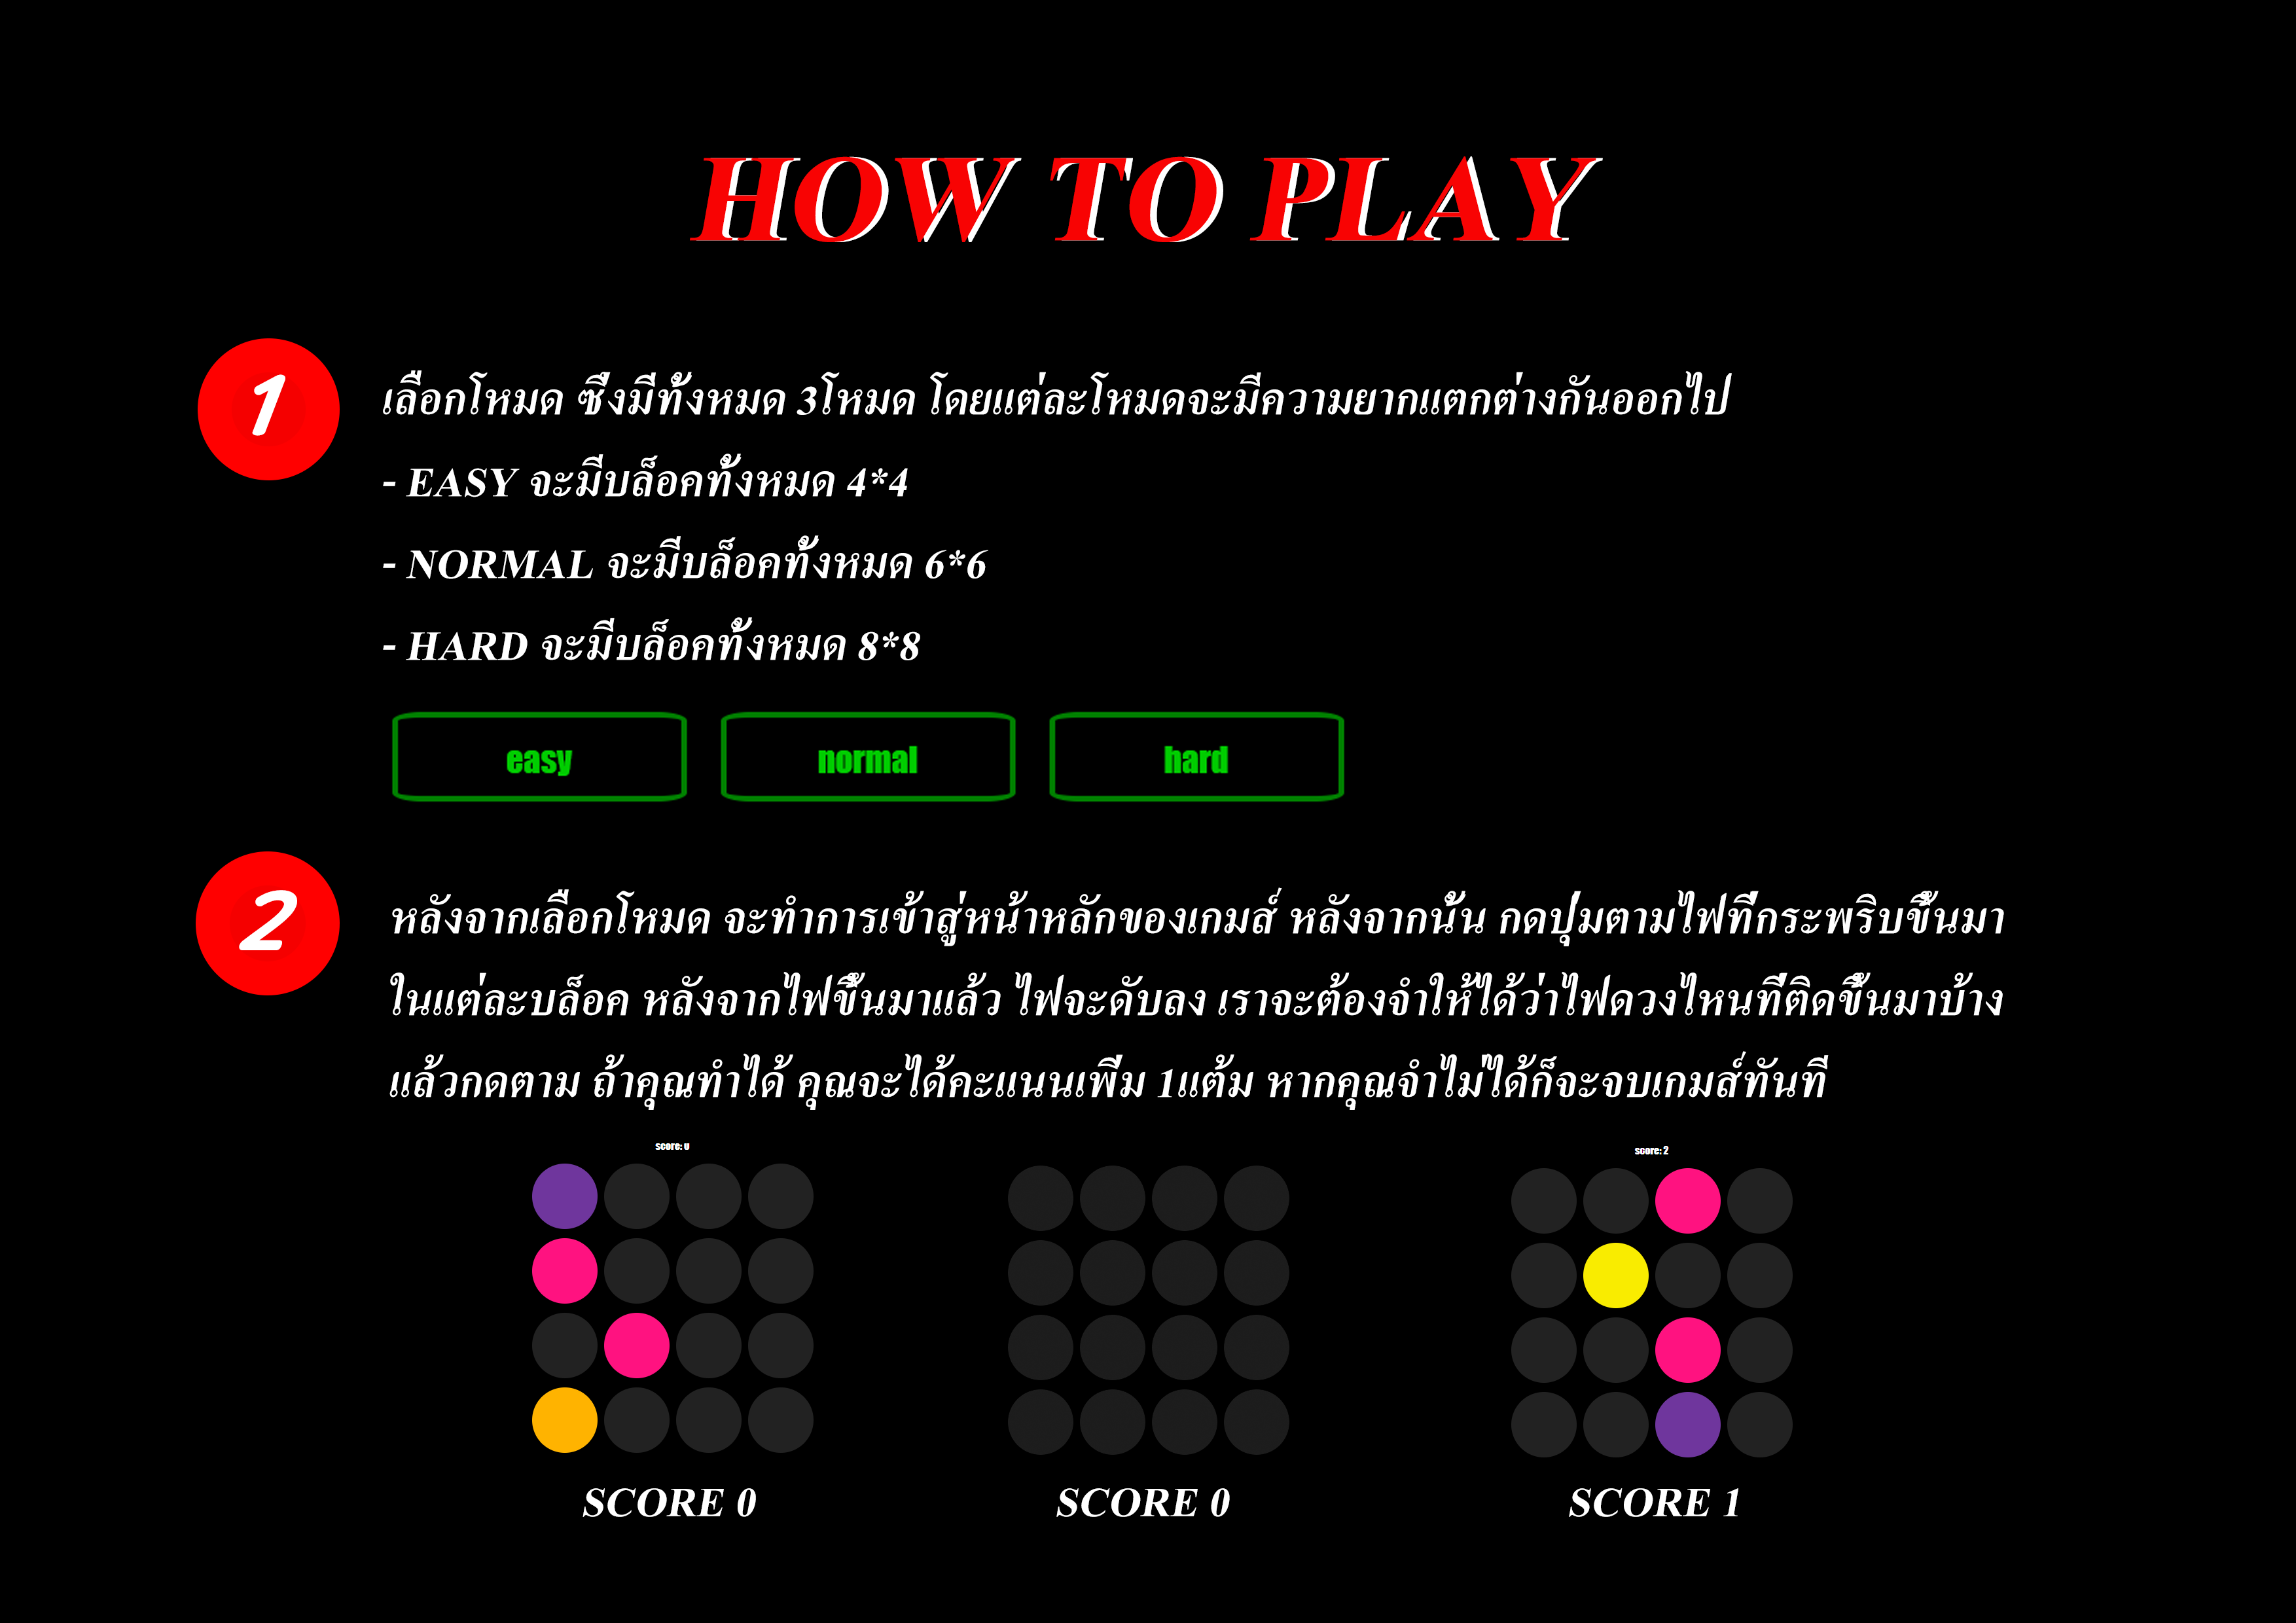 HOW TO PLAY
1
เลือกโหมด ซึ่งมีทั้งหมด 3โหมด โดยแต่ละโหมดจะมีความยากแตกต่างกันออกไป
- EASY จะมีบล็อคทั้งหมด 4*4
- NORMAL จะมีบล็อคทั้งหมด 6*6
- HARD จะมีบล็อคทั้งหมด 8*8
easy normal hard
2
หลังจากเลือกโหมด จะทำการเข้าสู่หน้าหลักของเกมส์ หลังจากนั้น กดปุ่มตามไฟที่กระพริบขึ้นมา
ในแต่ละบล็อค หลังจากไฟขึ้นมาแล้ว ไฟจะดับลง เราจะต้องจำให้ได้ว่าไฟดวงไหนที่ติดขึ้นมาบ้าง
แล้วกดตาม ถ้าคุณทำได้ คุณจะได้คะแนนเพิ่ม 1แต้ม หากคุณจำไม่ได้ก็จะจบเกมส์ทันที
score: 0 score: 2
SCORE 0 SCORE 0 SCORE 1